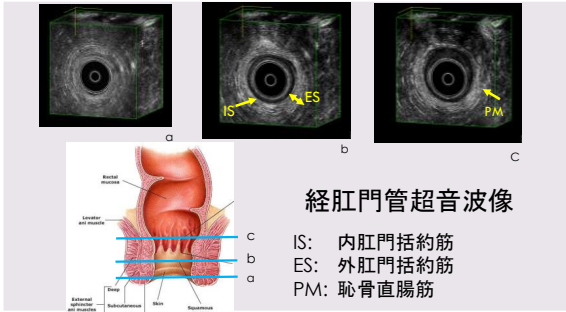 IS
ES
PM
a
b
C
Rectal
mucosa
Levator
ani muscle
c
b
a
Deep
Subcutaneous
External
sphincter
ani muscles
Skin
Squamous
経肛門管超音波像
IS: 内肛門括約筋
ES: 外肛門括約筋
PM: 恥骨直腸筋